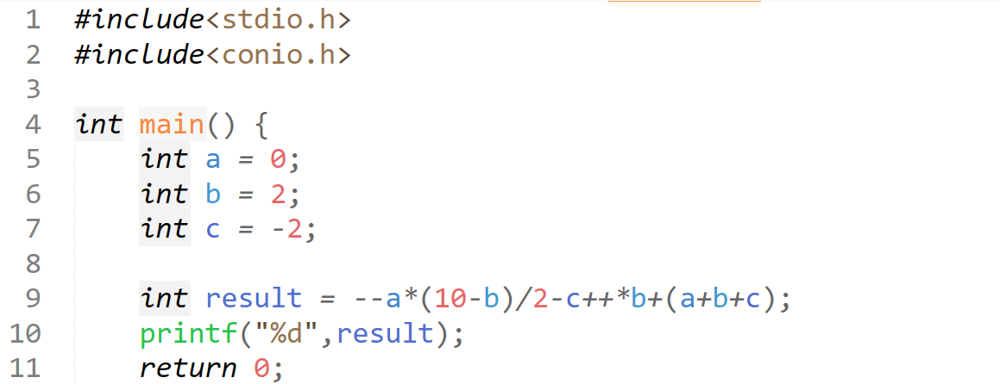 1 #include<stdio.h>
2 #include<conio.h>
3
4 int main() {
5 int a = 0;
6 int b = 2;
7 int c = -2;
8
9 int result = --a*(10-b)/2-c++*b+(a+b+c);
10 printf("%d",result);
11 return 0;